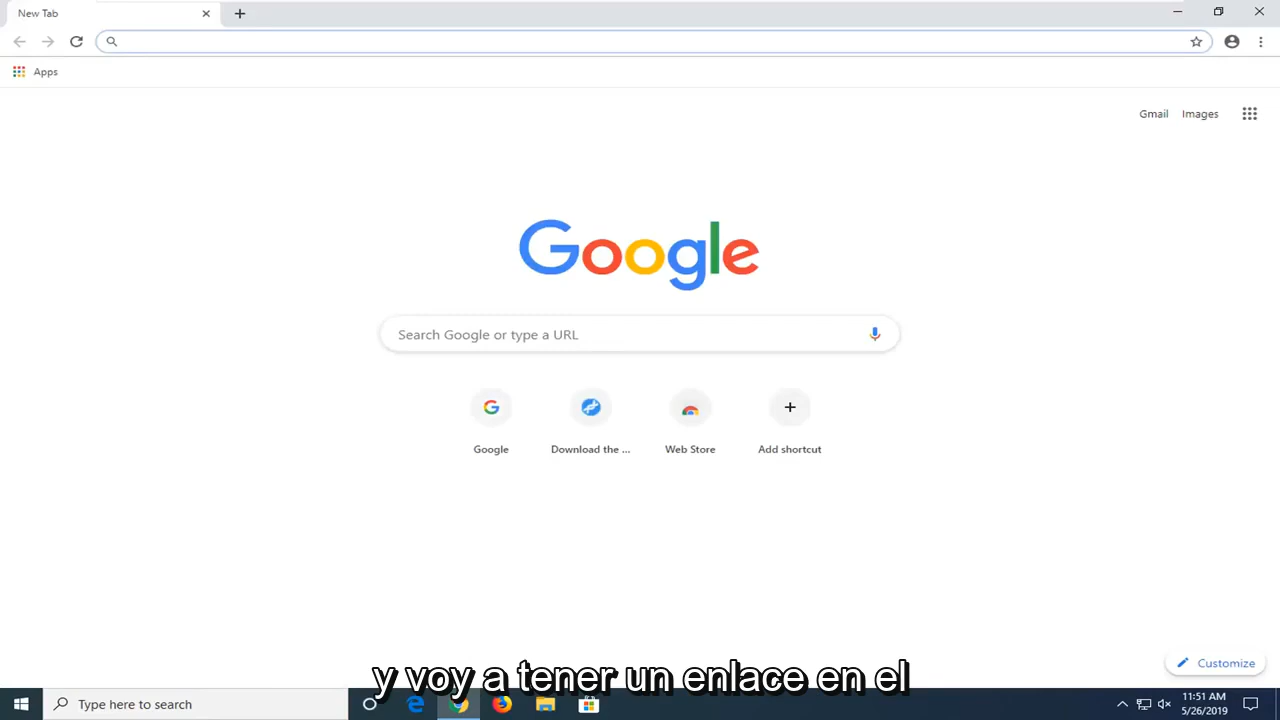 New Tab
Apps
Gmail Images
Google
Search Google or type a URL
Google Download the ... Web Store Add shortcut
Customize
y voy a tener un enlace en el
Type here to search
11:51 AM
5/26/2019